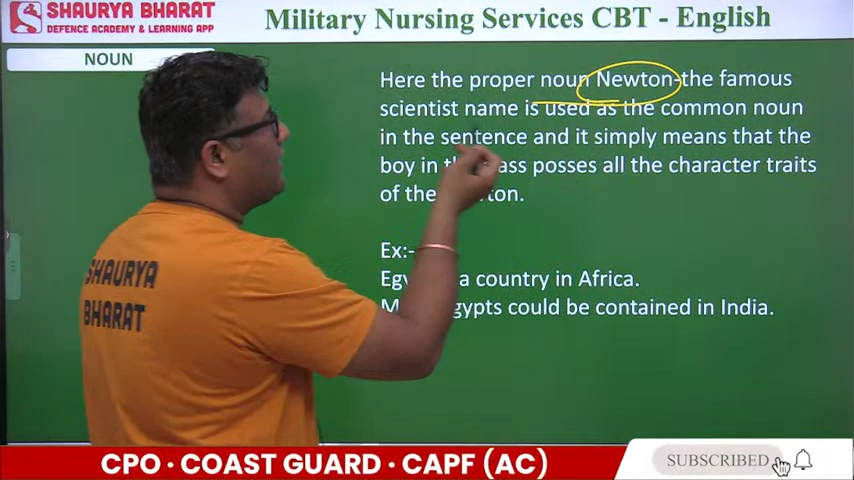 SHAURYA BHARAT
DEFENCE ACADEMY & LEARNING APP
Military Nursing Services CBT - English
NOUN
Here the proper noun Newton-the famous
scientist name is used as the common noun
in the sentence and it simply means that the
boy in posses all the character traits
of the
Ex:-
a country in Africa.
could be contained in India.
SHAURYA
BHARAT
CPO · COAST GUARD · CAPF (AC)
SUBSCRIBED